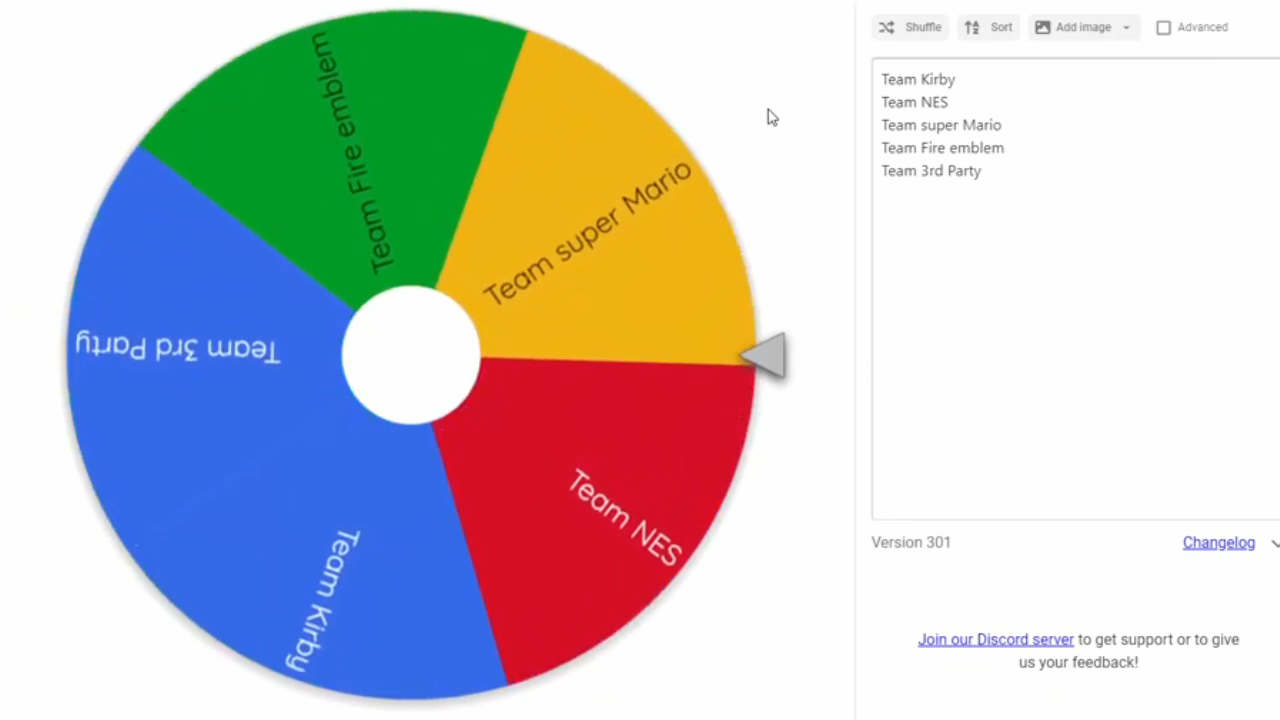 Team Fire emblem
Team super Mario
Team 3rd Party
Team NES
Team Kirby
Shuffle
Sort
Add image
Advanced
Team Kirby
Team NES
Team super Mario
Team Fire emblem
Team 3rd Party
Version 301
Changelog
Join our Discord server to get support or to give
us your feedback!